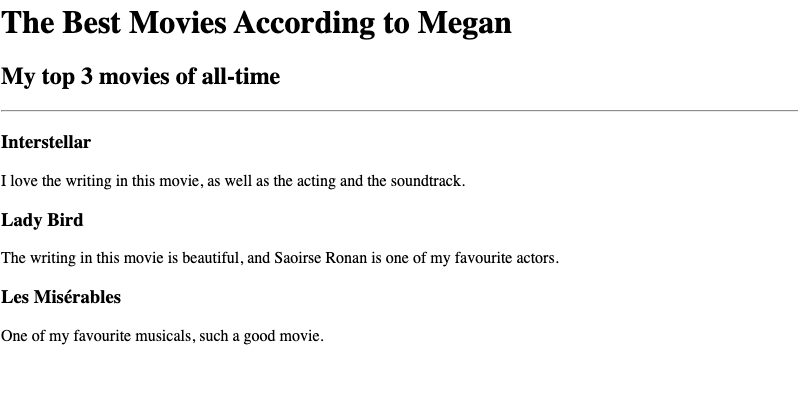 The Best Movies According to Megan
My top 3 movies of all-time
Interstellar
I love the writing in this movie, as well as the acting and the soundtrack.
Lady Bird
The writing in this movie is beautiful, and Saoirse Ronan is one of my favourite actors.
Les Misérables
One of my favourite musicals, such a good movie.